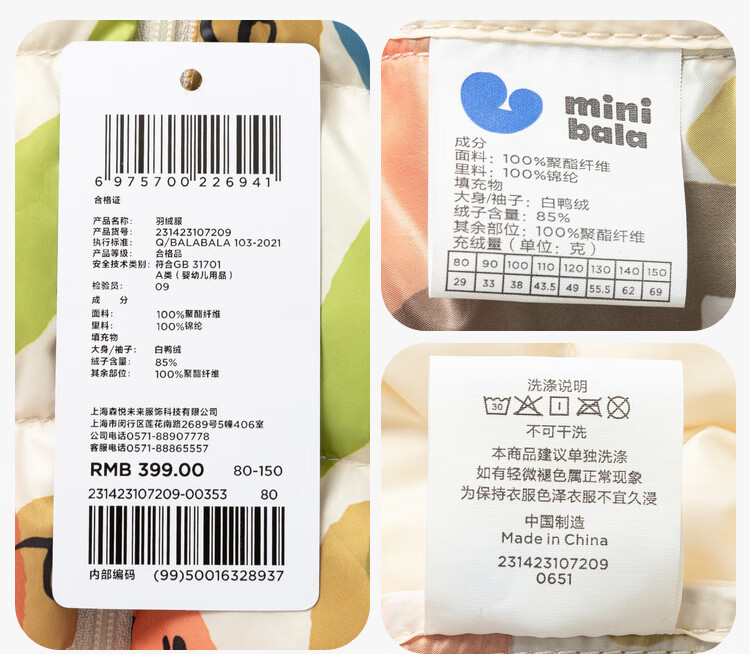 6 975700 226941
合格证
产品名称: 羽绒服
产品货号: 231423107209
执行标准: Q/BALABALA 103-2021
产品等级: 合格品
安全技术类别: 符合GB 31701
A类 (婴幼儿用品)
检验员: 09
成 分
面料: 100%聚酯纤维
里料: 100%锦纶
填充物
大身/袖子: 白鸭绒
绒子含量: 85%
其余部位: 100%聚酯纤维
上海森悦未来服饰科技有限公司
上海市闵行区莲花南路2689号5幢406室
公司电话0571-88907778
客服电话0571-88865557
RMB 399.00 80-150
231423107209-00353 80
内部编码 (99)50016328937
mini
bala
成分
面料: 100%聚酯纤维
里料: 100%锦纶
填充物
大身/袖子: 白鸭绒
绒子含量: 85%
其余部位: 100%聚酯纤维
充绒量 (单位: 克)
80 90 100 110 120 130 140 150
29 33 38 43.5 49 55.5 62 69
洗涤说明
30
不可干洗
本商品建议单独洗涤
如有轻微褪色属正常现象
为保持衣服色泽衣服不宜久浸
中国制造
Made in China
231423107209
0651